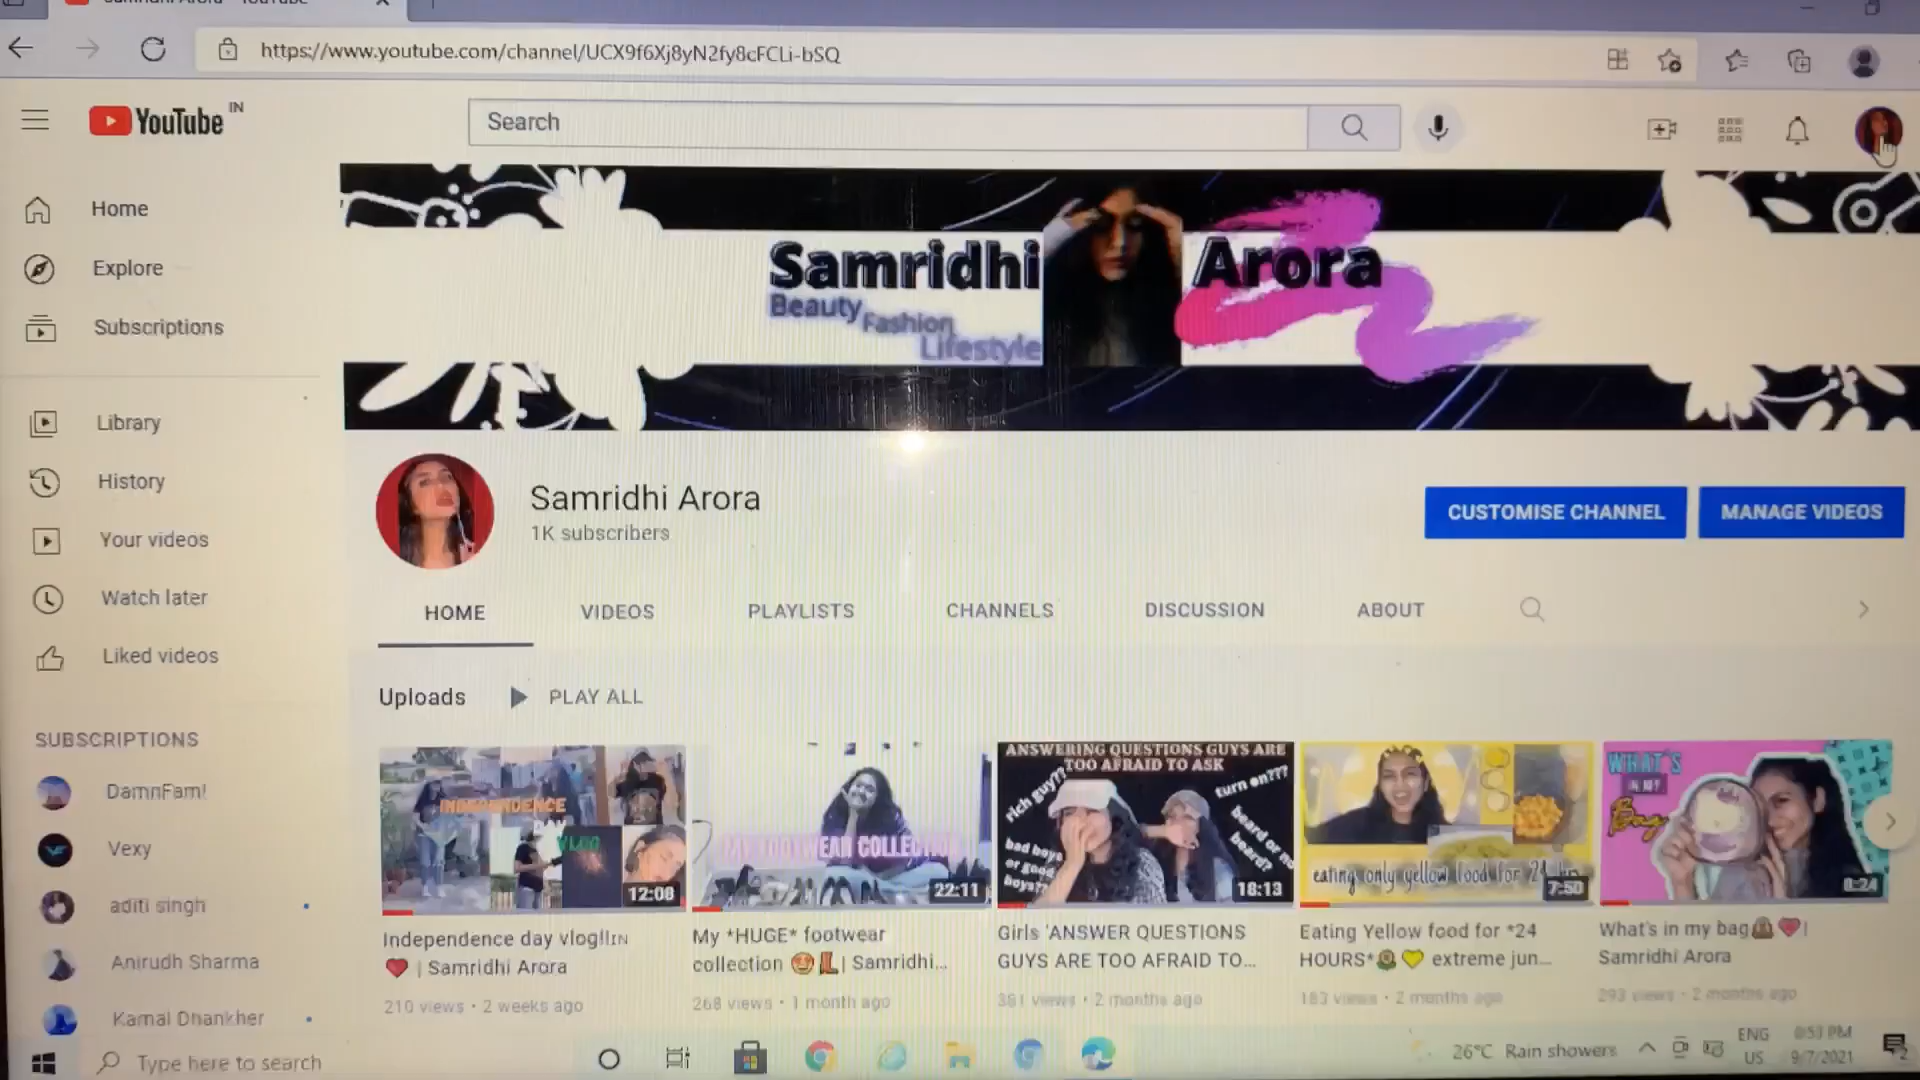 https://www.youtube.com/channel/UCX9f6Xj8yN2fy8cFCLi-bSQ
YouTube IN
Search
Home
Explore
Subscriptions
Library
History
Your videos
Watch later
Liked videos
SUBSCRIPTIONS
DamnFam!
Vexy
aditi singh
Anirudh Sharma
Kamal Dhankher
Samridhi Arora
Beauty
Fashion
Lifestyle
Samridhi Arora
1K subscribers
CUSTOMISE CHANNEL
MANAGE VIDEOS
HOME VIDEOS PLAYLISTS CHANNELS DISCUSSION ABOUT
Uploads PLAY ALL
INDEPENDENCE
DAY
VLOG
12:08
Independence day vlog!!🇮🇳
❤️ | Samridhi Arora
210 views • 2 weeks ago
MY FOOTWEAR COLLECTION
22:11
My *HUGE* footwear
collection 🤩👢| Samridhi...
268 views • 1 month ago
ANSWERING QUESTIONS GUYS ARE
TOO AFRAID TO ASK
rich guy??
turn on???
bad boys
or good
boys??
beard or no
beard?
18:13
Girls 'ANSWER QUESTIONS
GUYS ARE TOO AFRAID TO...
381 views • 2 months ago
eating only yellow food for 24
7:50
Eating Yellow food for *24
HOURS*🌻💛 extreme jun...
183 views • 2 months ago
WHAT'S
IN MY
Bag
8:24
What's in my bag👜💖|
Samridhi Arora
293 views • 2 months ago
Type here to search
26°C Rain showers
ENG
US
9/7/2021